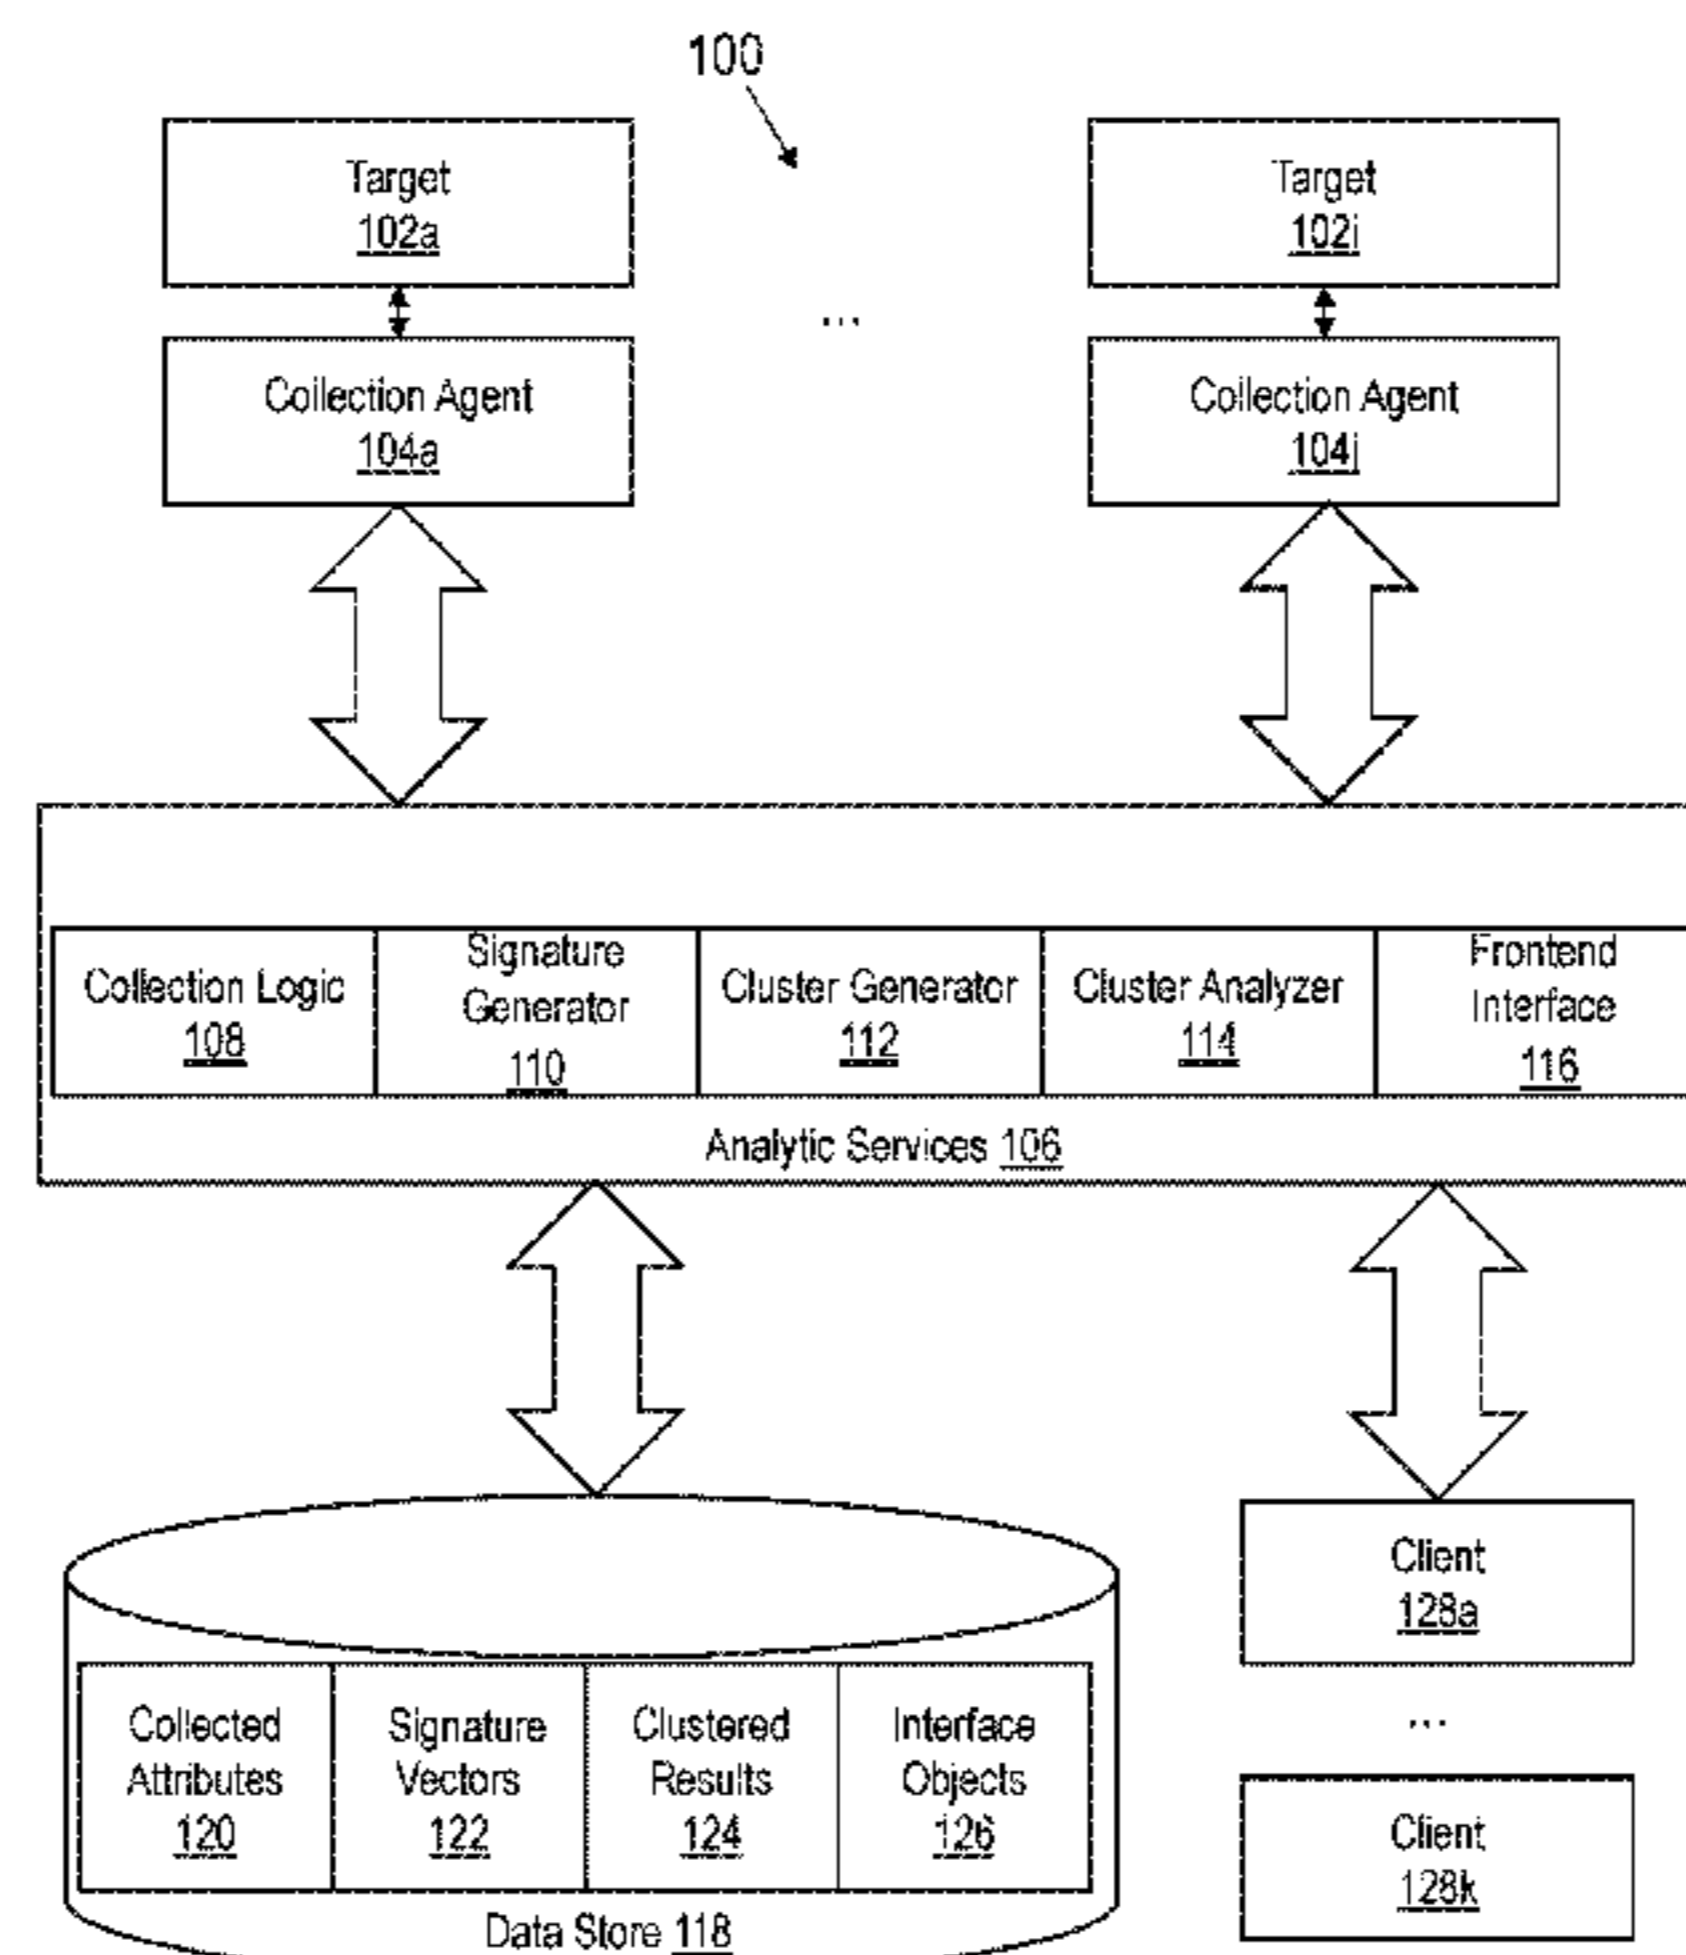 100
Target
102a
Target
102i
...
Collection Agent
104a
Collection Agent
104j
Collection Logic
108
Signature
Generator
110
Cluster Generator
112
Cluster Analyzer
114
Frontend
Interface
116
Analytic Services 106
Collected
Attributes
120
Signature
Vectors
122
Clustered
Results
124
Interface
Objects
126
Data Store 118
Client
128a
...
Client
128k